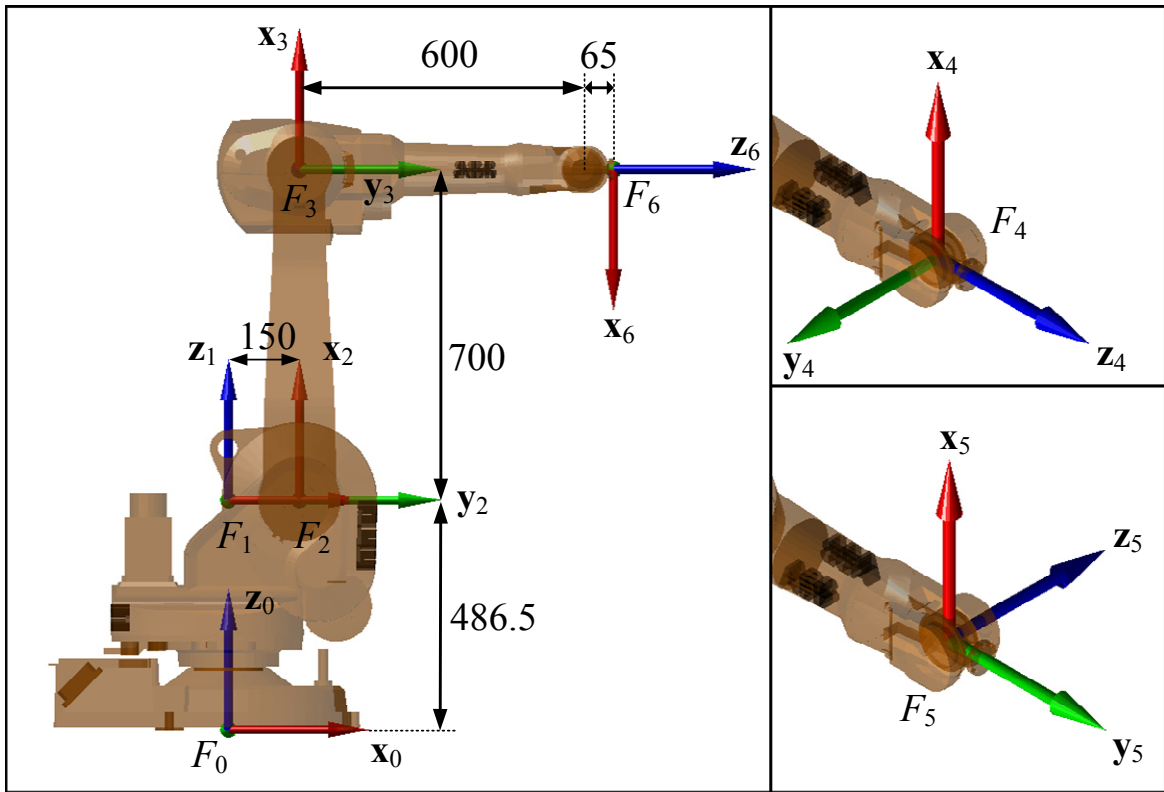 x₃
600
65
z₆
ABB
F₃
y₃
F₆
x₆
150
z₁
x₂
700
F₁
F₂
y₂
z₀
486.5
F₀
x₀
x₄
F₄
y₄
z₄
x₅
z₅
F₅
y₅